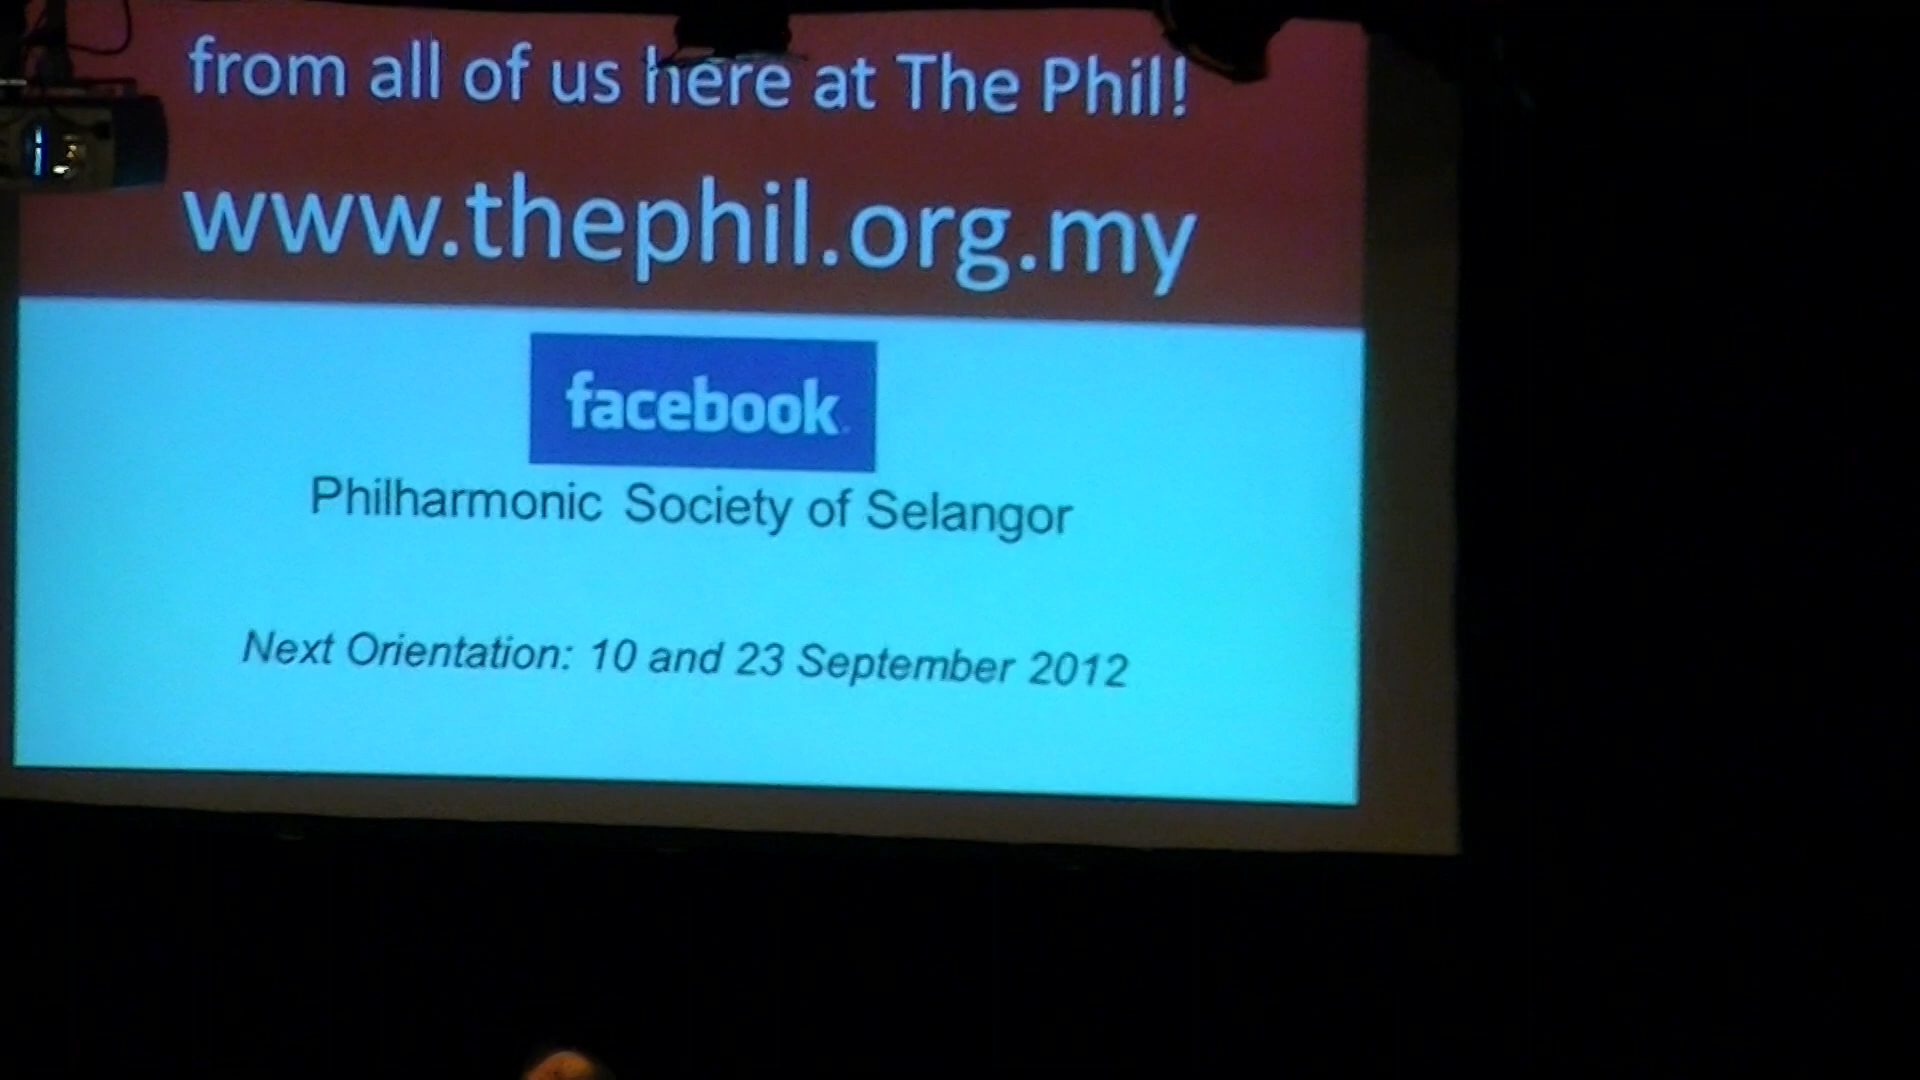 from all of us here at The Phil!
www.thephil.org.my
facebook
Philharmonic Society of Selangor
Next Orientation: 10 and 23 September 2012